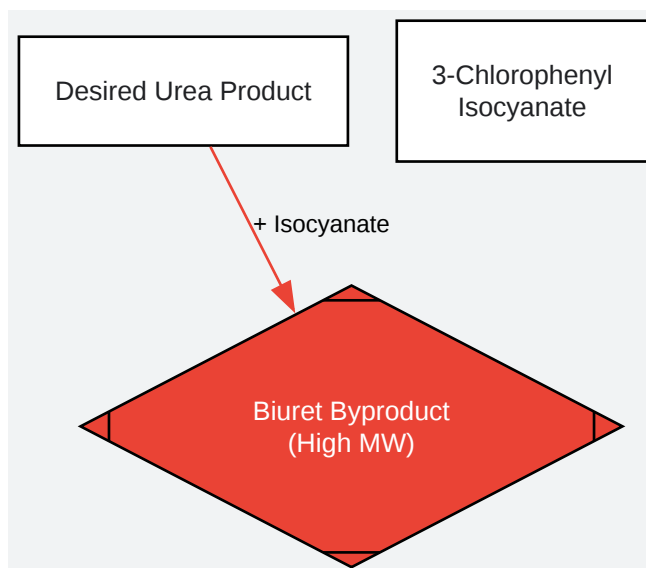 Desired Urea Product
3-Chlorophenyl
Isocyanate
+ Isocyanate
Biuret Byproduct
(High MW)